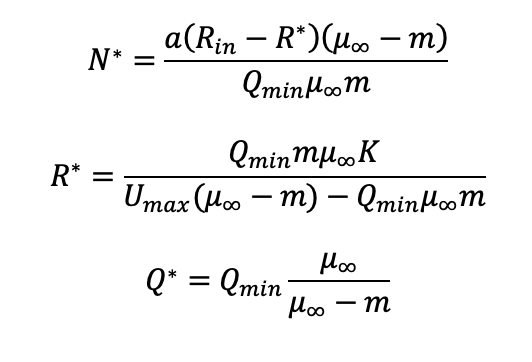 N* = a(R_in − R*)(μ_∞ − m) / Q_min μ_∞ m
R* = Q_min m μ_∞ K / U_max(μ_∞ − m) − Q_min μ_∞ m
Q* = Q_min μ_∞ / μ_∞ − m